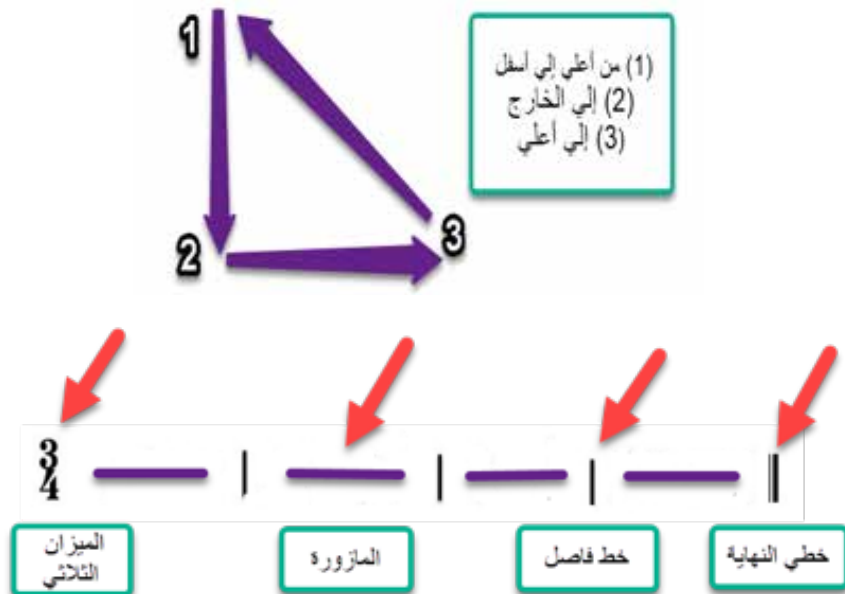 1
(1) من أعلي إلي أسفل
(2) إلي الخارج
(3) إلي أعلي
2
3
3
4
الميزان
الثلاثي
المازورة
خط فاصل
خطي النهاية